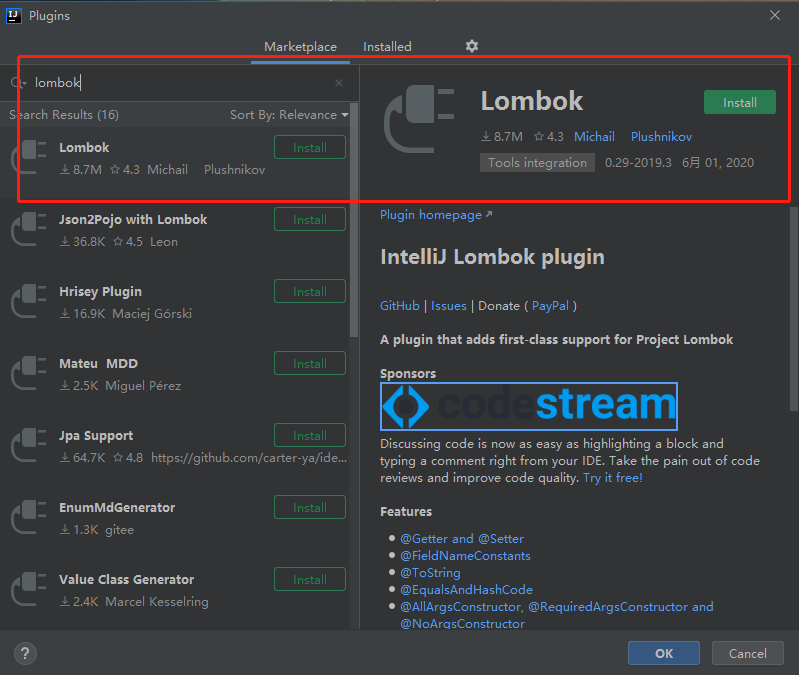 Plugins
Marketplace Installed
lombok
Search Results (16) Sort By: Relevance
Lombok Install
8.7M 4.3 Michail Plushnikov
Json2Pojo with Lombok Install
36.8K 4.5 Leon
Hrisey Plugin Install
16.9K Maciej Górski
Mateu MDD Install
2.5K Miguel Pérez
Jpa Support Install
64.7K 4.8 https://github.com/carter-ya/ide...
EnumMdGenerator Install
1.3K gitee
Value Class Generator Install
2.4K Marcel Kesselring
Lombok Install
8.7M 4.3 Michail Plushnikov
Tools integration 0.29-2019.3 6月 01, 2020
Plugin homepage
IntelliJ Lombok plugin
GitHub | Issues | Donate ( PayPal )
A plugin that adds first-class support for Project Lombok
Sponsors
codestream
Discussing code is now as easy as highlighting a block and
typing a comment right from your IDE. Take the pain out of code
reviews and improve code quality. Try it free!
Features
@Getter and @Setter
@FieldNameConstants
@ToString
@EqualsAndHashCode
@AllArgsConstructor, @RequiredArgsConstructor and
@NoArgsConstructor
? OK Cancel